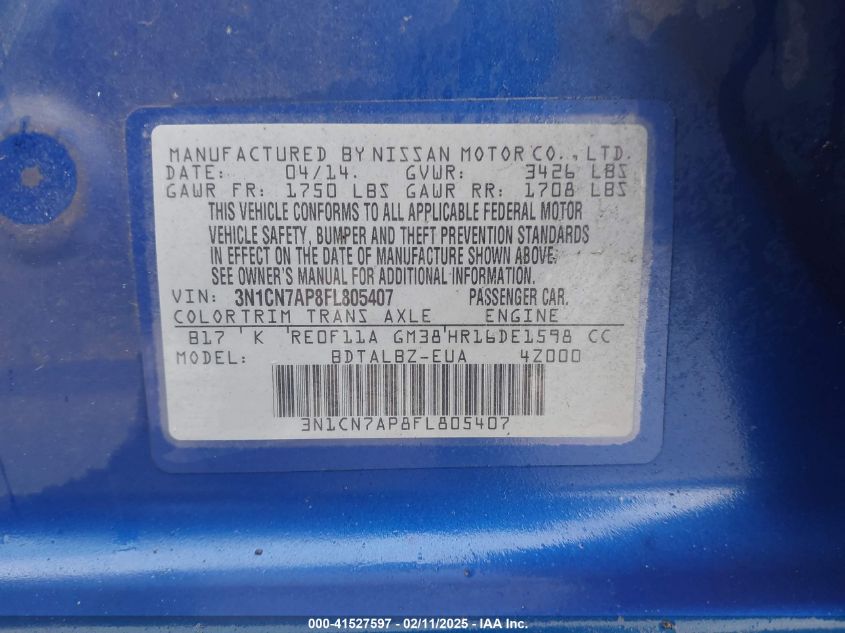 MANUFACTURED BY NISSAN MOTOR CO., LTD.
DATE: 04/14. GVWR: 3426 LBS
GAWR FR: 1750 LBS GAWR RR: 1708 LBS
THIS VEHICLE CONFORMS TO ALL APPLICABLE FEDERAL MOTOR
VEHICLE SAFETY, BUMPER AND THEFT PREVENTION STANDARDS
IN EFFECT ON THE DATE OF MANUFACTURE SHOWN ABOVE.
SEE OWNER'S MANUAL FOR ADDITIONAL INFORMATION.
VIN: 3N1CN7AP8FL805407 PASSENGER CAR.
COLORTRIM TRANS AXLE ENGINE
B17 K RE0F11A GM38 HR16DE1598 CC
MODEL: BDTALBZ-EUA 4Z000
3N1CN7AP8FL805407
000-41527597 - 02/11/2025 - IAA Inc.